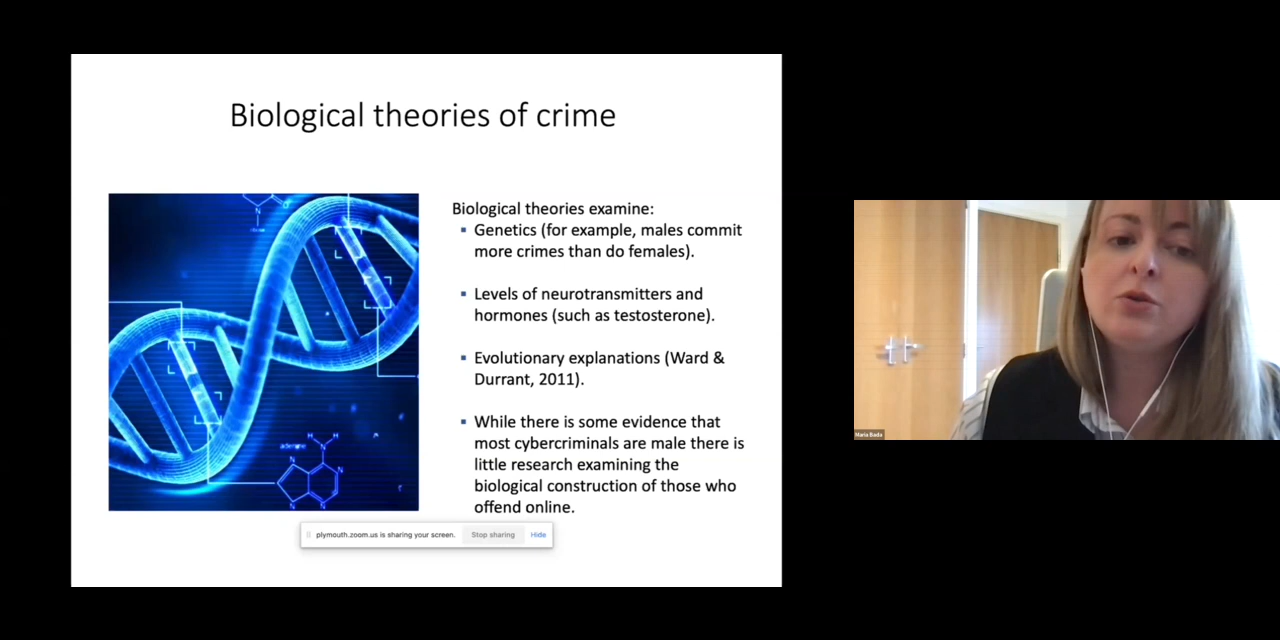 Biological theories of crime
Biological theories examine:
▪ Genetics (for example, males commit
more crimes than do females).
▪ Levels of neurotransmitters and
hormones (such as testosterone).
▪ Evolutionary explanations (Ward &
Durrant, 2011).
▪ While there is some evidence that
most cybercriminals are male there is
little research examining the
biological construction of those who
offend online.
adenine
H H
N
N
N
N
N
plymouth.zoom.us is sharing your screen. Stop sharing Hide
Maria Bada